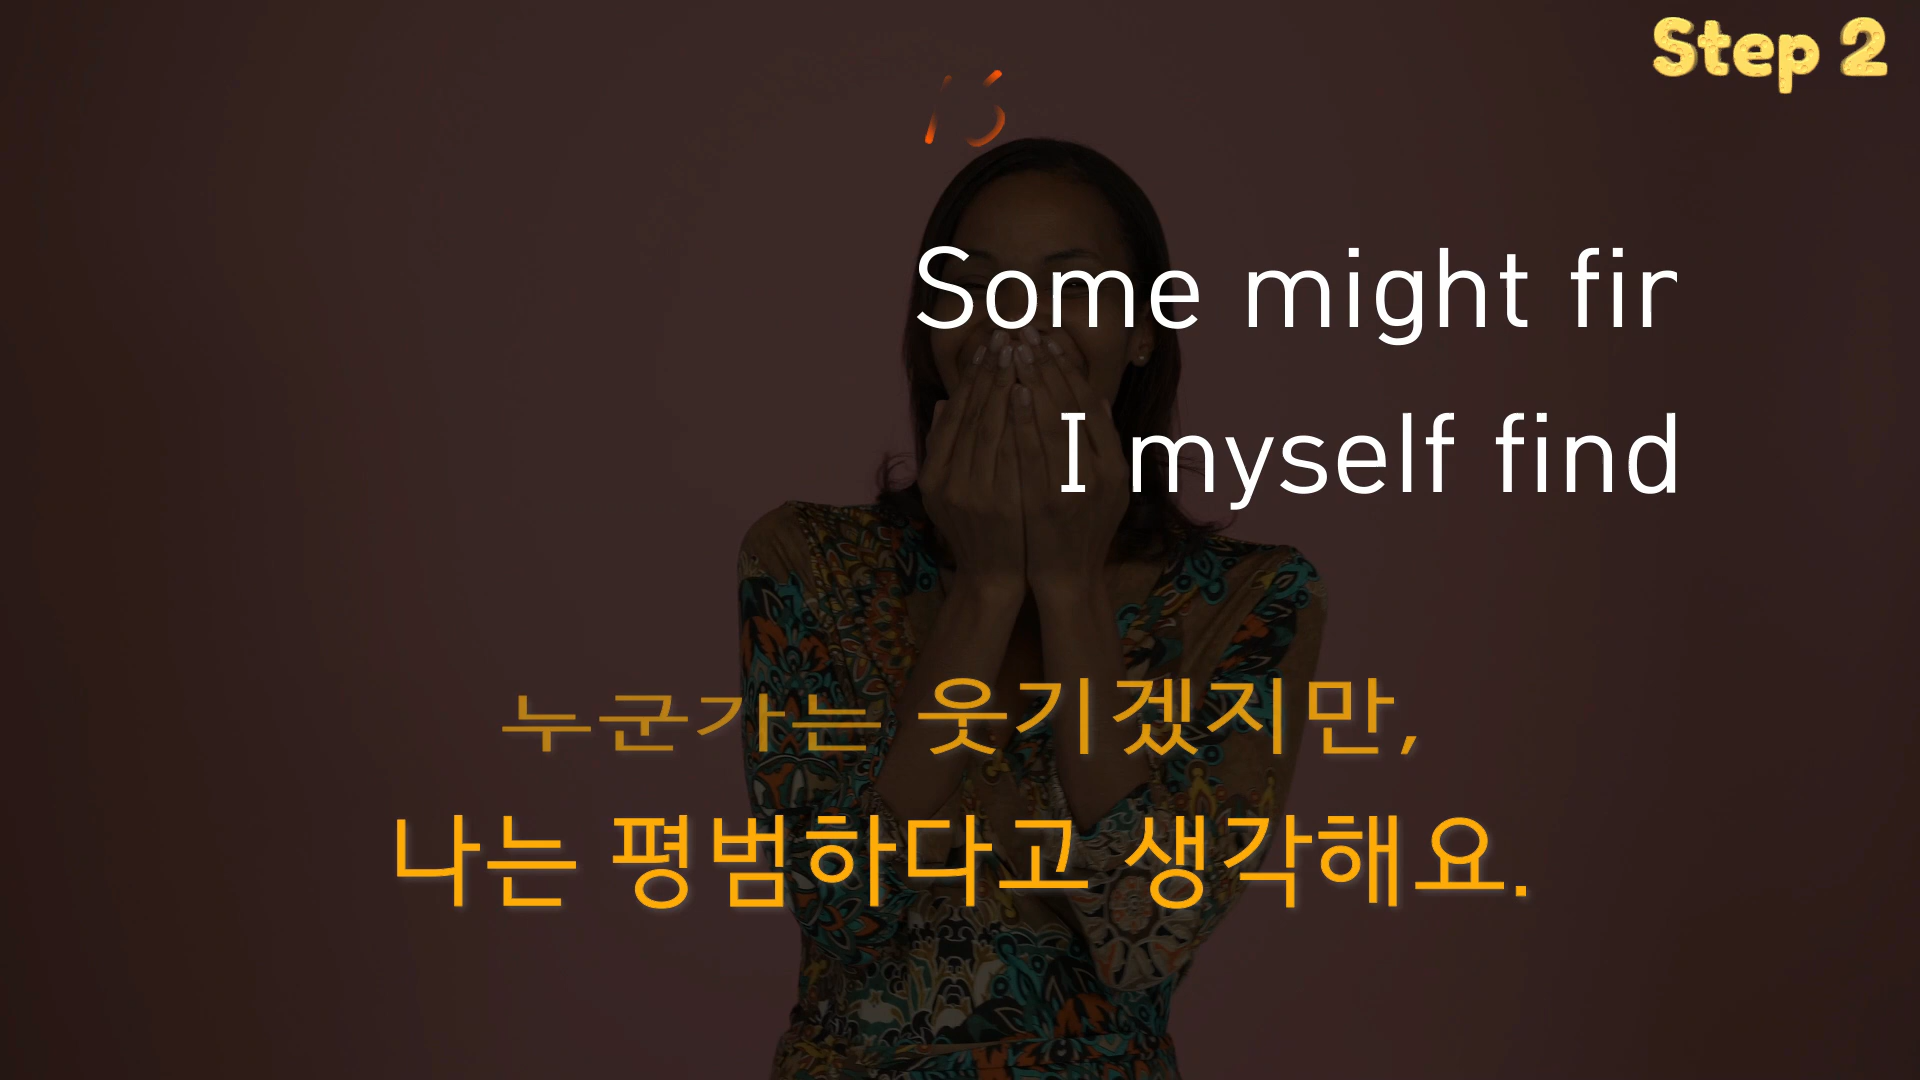 Step 2
Some might fin
I myself find
누군가는 웃기겠지만,
나는 평범하다고 생각해요.